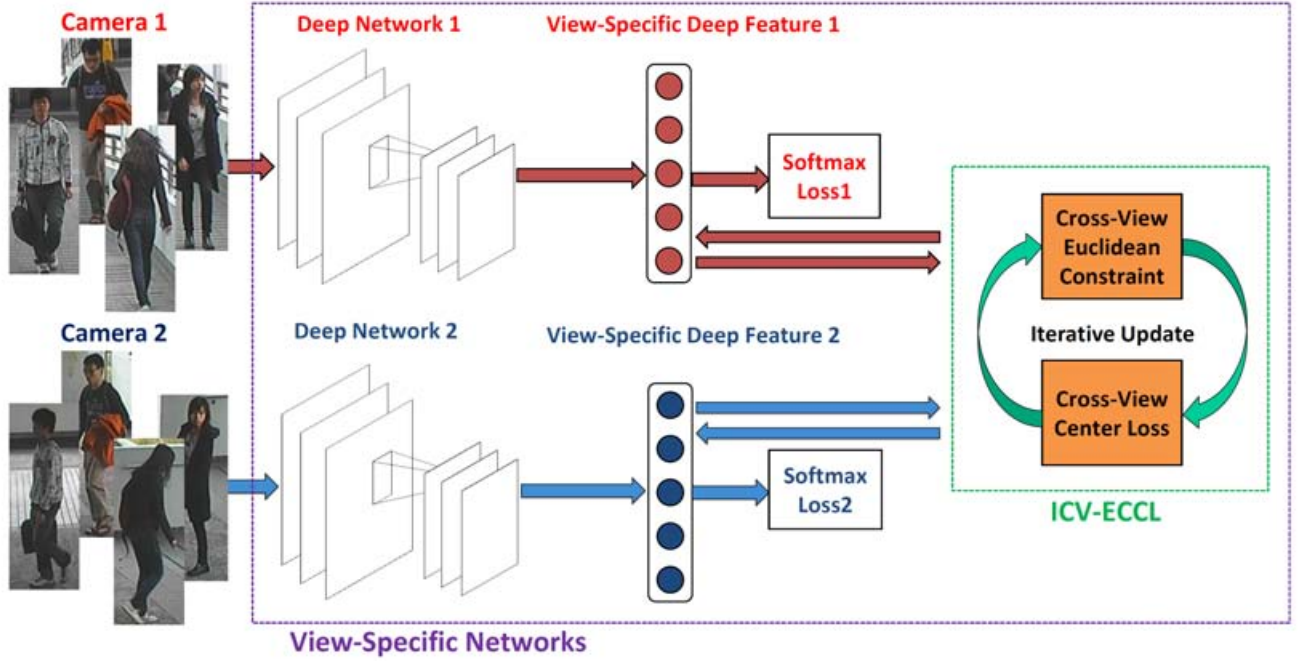 Camera 1
Deep Network 1
View-Specific Deep Feature 1
Softmax
Loss1
Cross-View
Euclidean
Constraint
Camera 2
Deep Network 2
View-Specific Deep Feature 2
Iterative Update
Cross-View
Center Loss
Softmax
Loss2
ICV-ECCL
View-Specific Networks